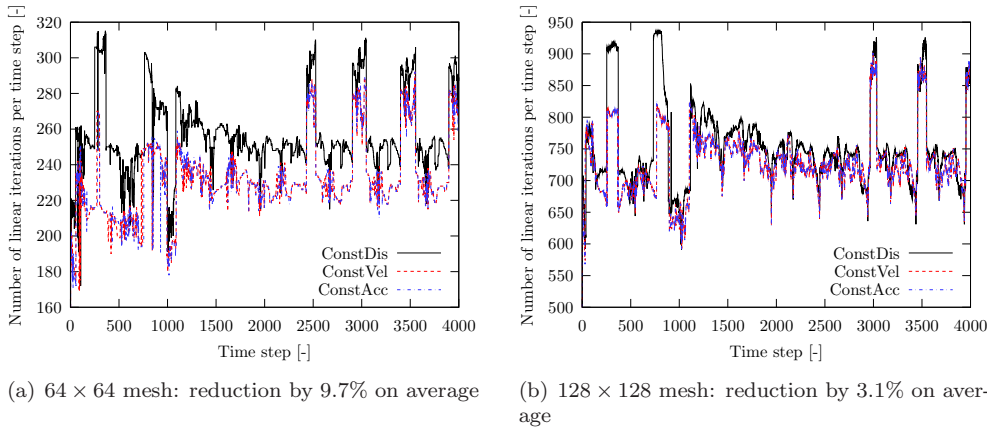 Number of linear iterations per time step [-]
320
300
280
260
240
220
200
180
160
0 500 1000 1500 2000 2500 3000 3500 4000
Time step [-]
ConstDis
ConstVel
ConstAcc
(a) 64 × 64 mesh: reduction by 9.7% on average
Number of linear iterations per time step [-]
950
900
850
800
750
700
650
600
550
500
0 500 1000 1500 2000 2500 3000 3500 4000
Time step [-]
ConstDis
ConstVel
ConstAcc
(b) 128 × 128 mesh: reduction by 3.1% on aver-
age